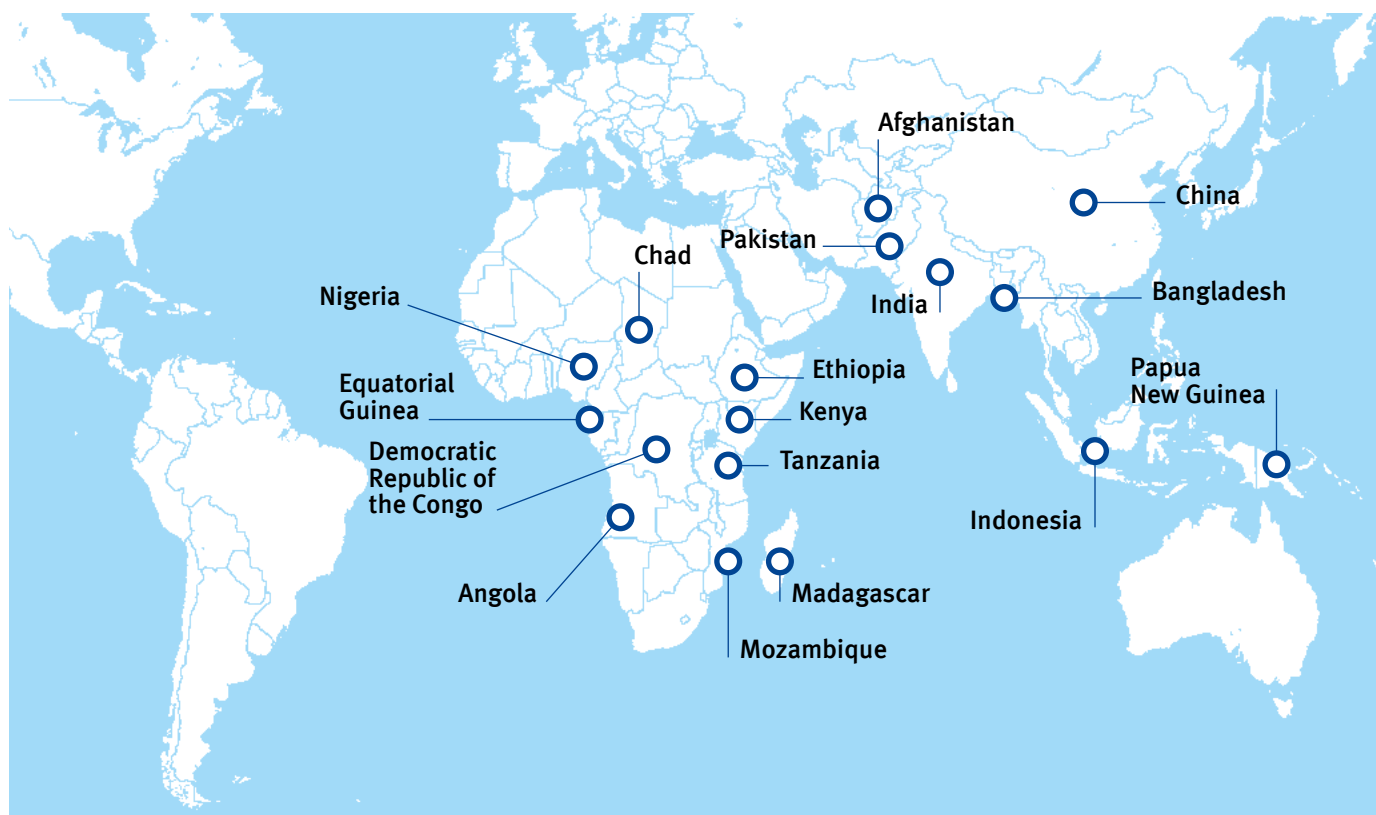 Afghanistan
China
Pakistan
Chad
India
Bangladesh
Nigeria
Ethiopia
Papua
New Guinea
Equatorial
Guinea
Kenya
Democratic
Republic of
the Congo
Tanzania
Indonesia
Angola
Madagascar
Mozambique